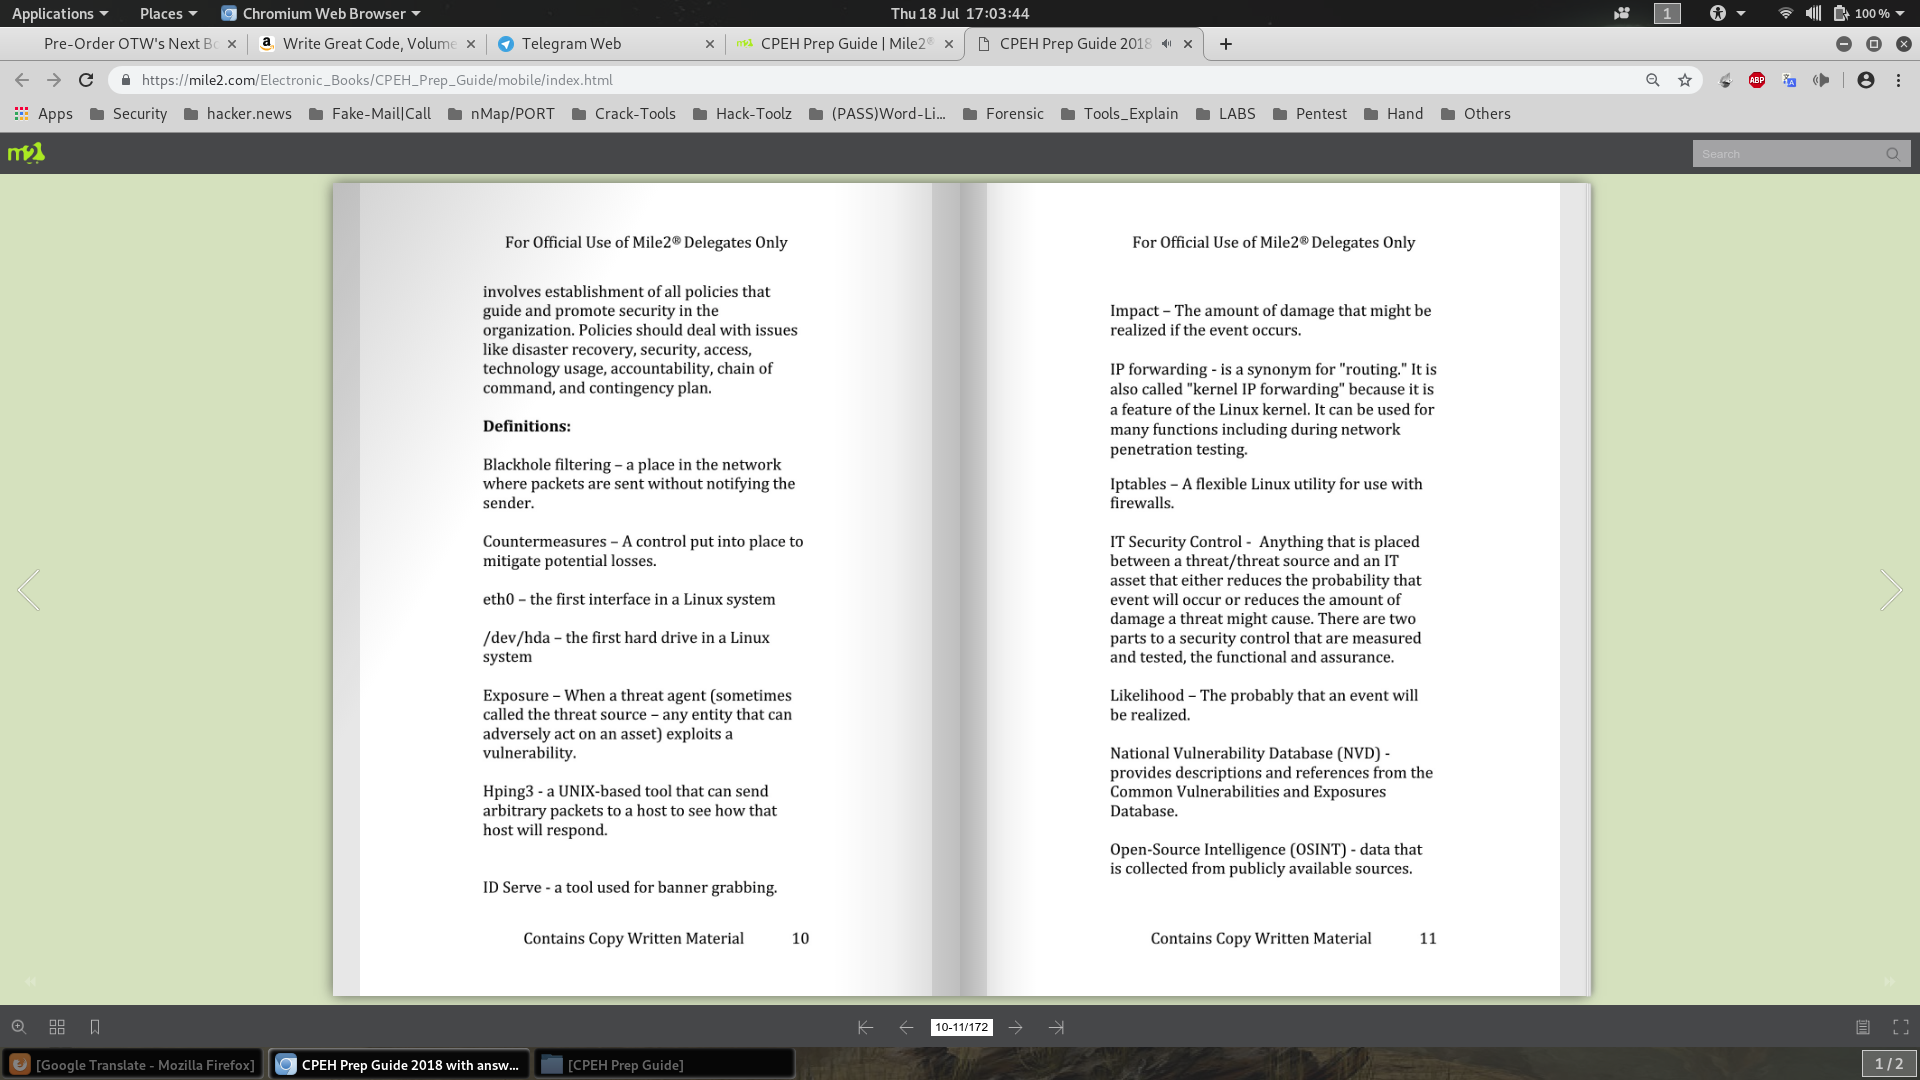 Applications
Places
Chromium Web Browser
Thu 18 Jul 17:03:44
1
100 %
Pre-Order OTW's Next Bo
Write Great Code, Volume
Telegram Web
CPEH Prep Guide | Mile2®
CPEH Prep Guide 2018
https://mile2.com/Electronic_Books/CPEH_Prep_Guide/mobile/index.html
ABP
Apps
Security
hacker.news
Fake-Mail|Call
nMap/PORT
Crack-Tools
Hack-Toolz
(PASS)Word-Li...
Forensic
Tools_Explain
LABS
Pentest
Hand
Others
m2
Search
For Official Use of Mile2® Delegates Only
involves establishment of all policies that
guide and promote security in the
organization. Policies should deal with issues
like disaster recovery, security, access,
technology usage, accountability, chain of
command, and contingency plan.
Definitions:
Blackhole filtering – a place in the network
where packets are sent without notifying the
sender.
Countermeasures – A control put into place to
mitigate potential losses.
eth0 – the first interface in a Linux system
/dev/hda – the first hard drive in a Linux
system
Exposure – When a threat agent (sometimes
called the threat source – any entity that can
adversely act on an asset) exploits a
vulnerability.
Hping3 - a UNIX-based tool that can send
arbitrary packets to a host to see how that
host will respond.
ID Serve - a tool used for banner grabbing.
Contains Copy Written Material 10
For Official Use of Mile2® Delegates Only
Impact – The amount of damage that might be
realized if the event occurs.
IP forwarding - is a synonym for "routing." It is
also called "kernel IP forwarding" because it is
a feature of the Linux kernel. It can be used for
many functions including during network
penetration testing.
Iptables – A flexible Linux utility for use with
firewalls.
IT Security Control - Anything that is placed
between a threat/threat source and an IT
asset that either reduces the probability that
event will occur or reduces the amount of
damage a threat might cause. There are two
parts to a security control that are measured
and tested, the functional and assurance.
Likelihood – The probably that an event will
be realized.
National Vulnerability Database (NVD) -
provides descriptions and references from the
Common Vulnerabilities and Exposures
Database.
Open-Source Intelligence (OSINT) - data that
is collected from publicly available sources.
Contains Copy Written Material 11
10-11/172
[Google Translate - Mozilla Firefox]
CPEH Prep Guide 2018 with answ...
[CPEH Prep Guide]
1 / 2